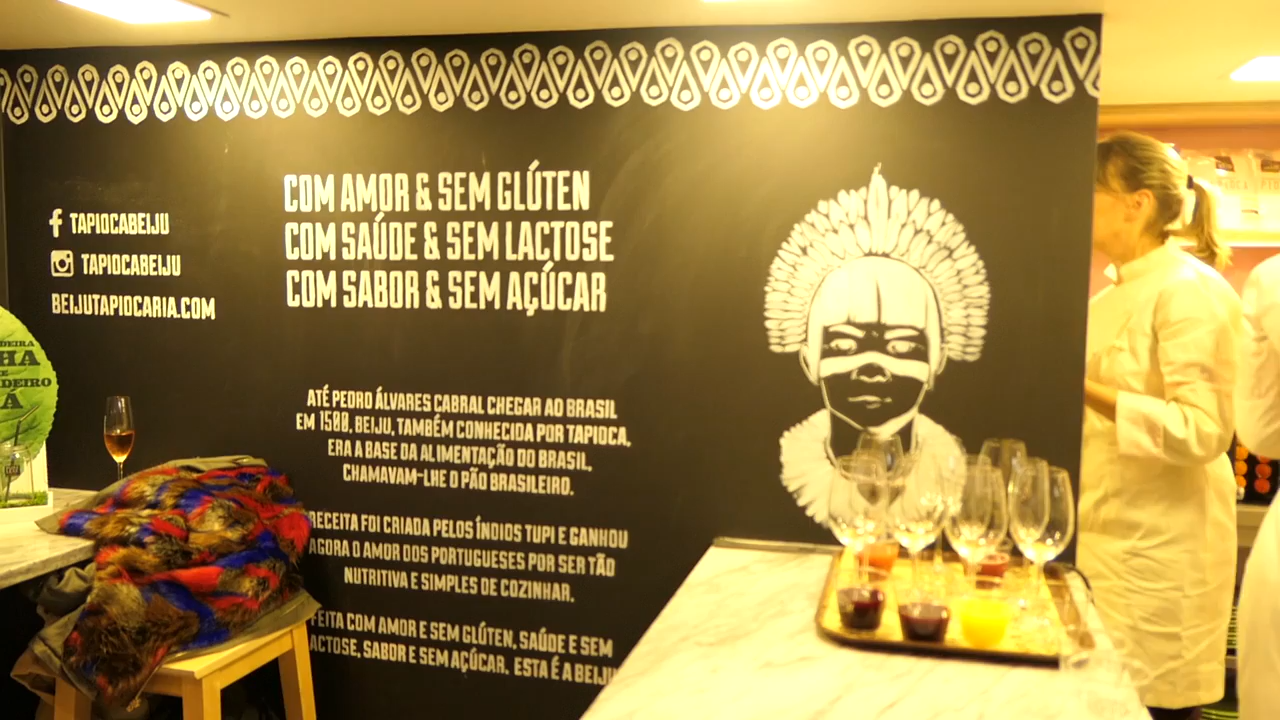 TAPIOCABEIJU
TAPIOCABEIJU
BEIJUTAPIOCARIA.COM
COM AMOR & SEM GLÚTEN
COM SAÚDE & SEM LACTOSE
COM SABOR & SEM AÇÚCAR
ATÉ PEDRO ÁLVARES CABRAL CHEGAR AO BRASIL
EM 1500, BEIJU, TAMBÉM CONHECIDA POR TAPIOCA,
ERA A BASE DA ALIMENTAÇÃO DO BRASIL.
CHAMAVAM-LHE O PÃO BRASILEIRO.
RECEITA FOI CRIADA PELOS ÍNDIOS TUPI E GANHOU
AGORA O AMOR DOS PORTUGUESES POR SER TÃO
NUTRITIVA E SIMPLES DE COZINHAR.
FEITA COM AMOR E SEM GLÚTEN, SAÚDE E SEM
ACTOSE, SABOR E SEM AÇÚCAR. ESTA É A BEIJU
DEIRA
HA
E
DEIRO
Á